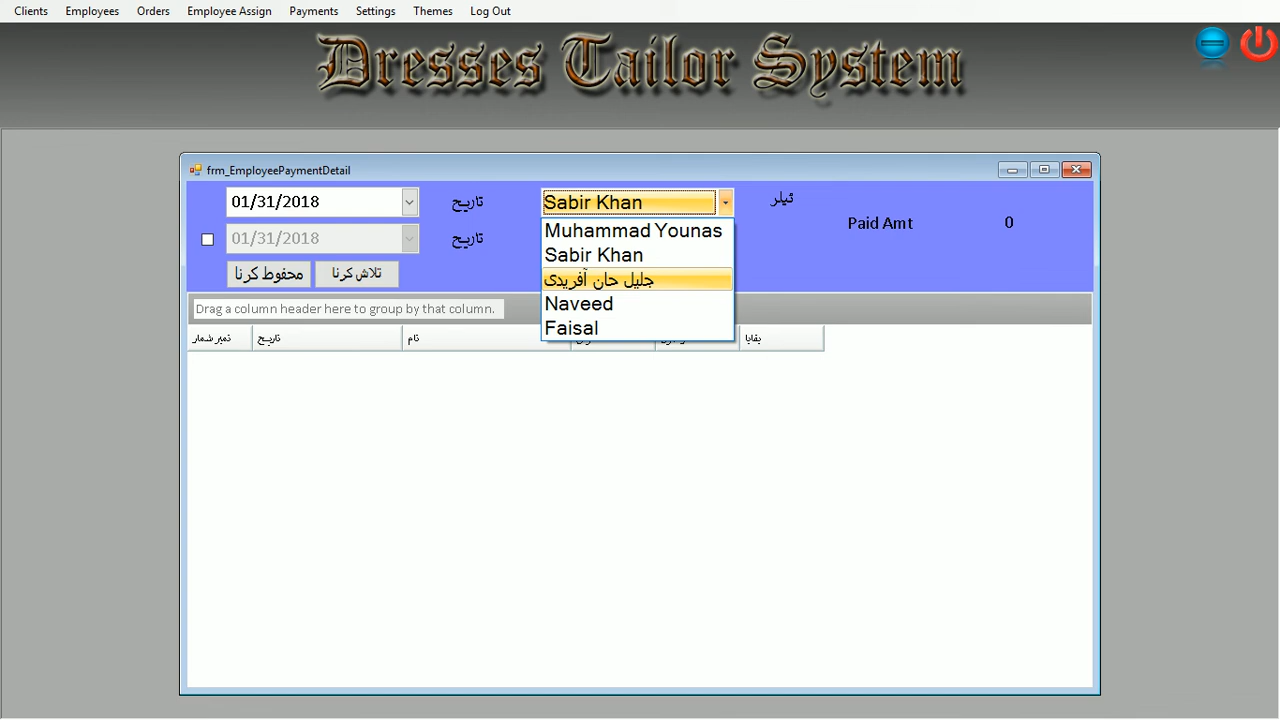 Clients Employees Orders Employee Assign Payments Settings Themes Log Out
Dresses Tailor System
frm_EmployeePaymentDetail
01/31/2018 تاریخ Sabir Khan ٹیلر
Paid Amt 0
01/31/2018 تاریخ
Muhammad Younas
Sabir Khan
جلیل خان آفریدی
Naveed
Faisal
محفوظ کرنا تلاش کرنا
Drag a column header here to group by that column.
نمبر شمار تاریخ نام بقایا